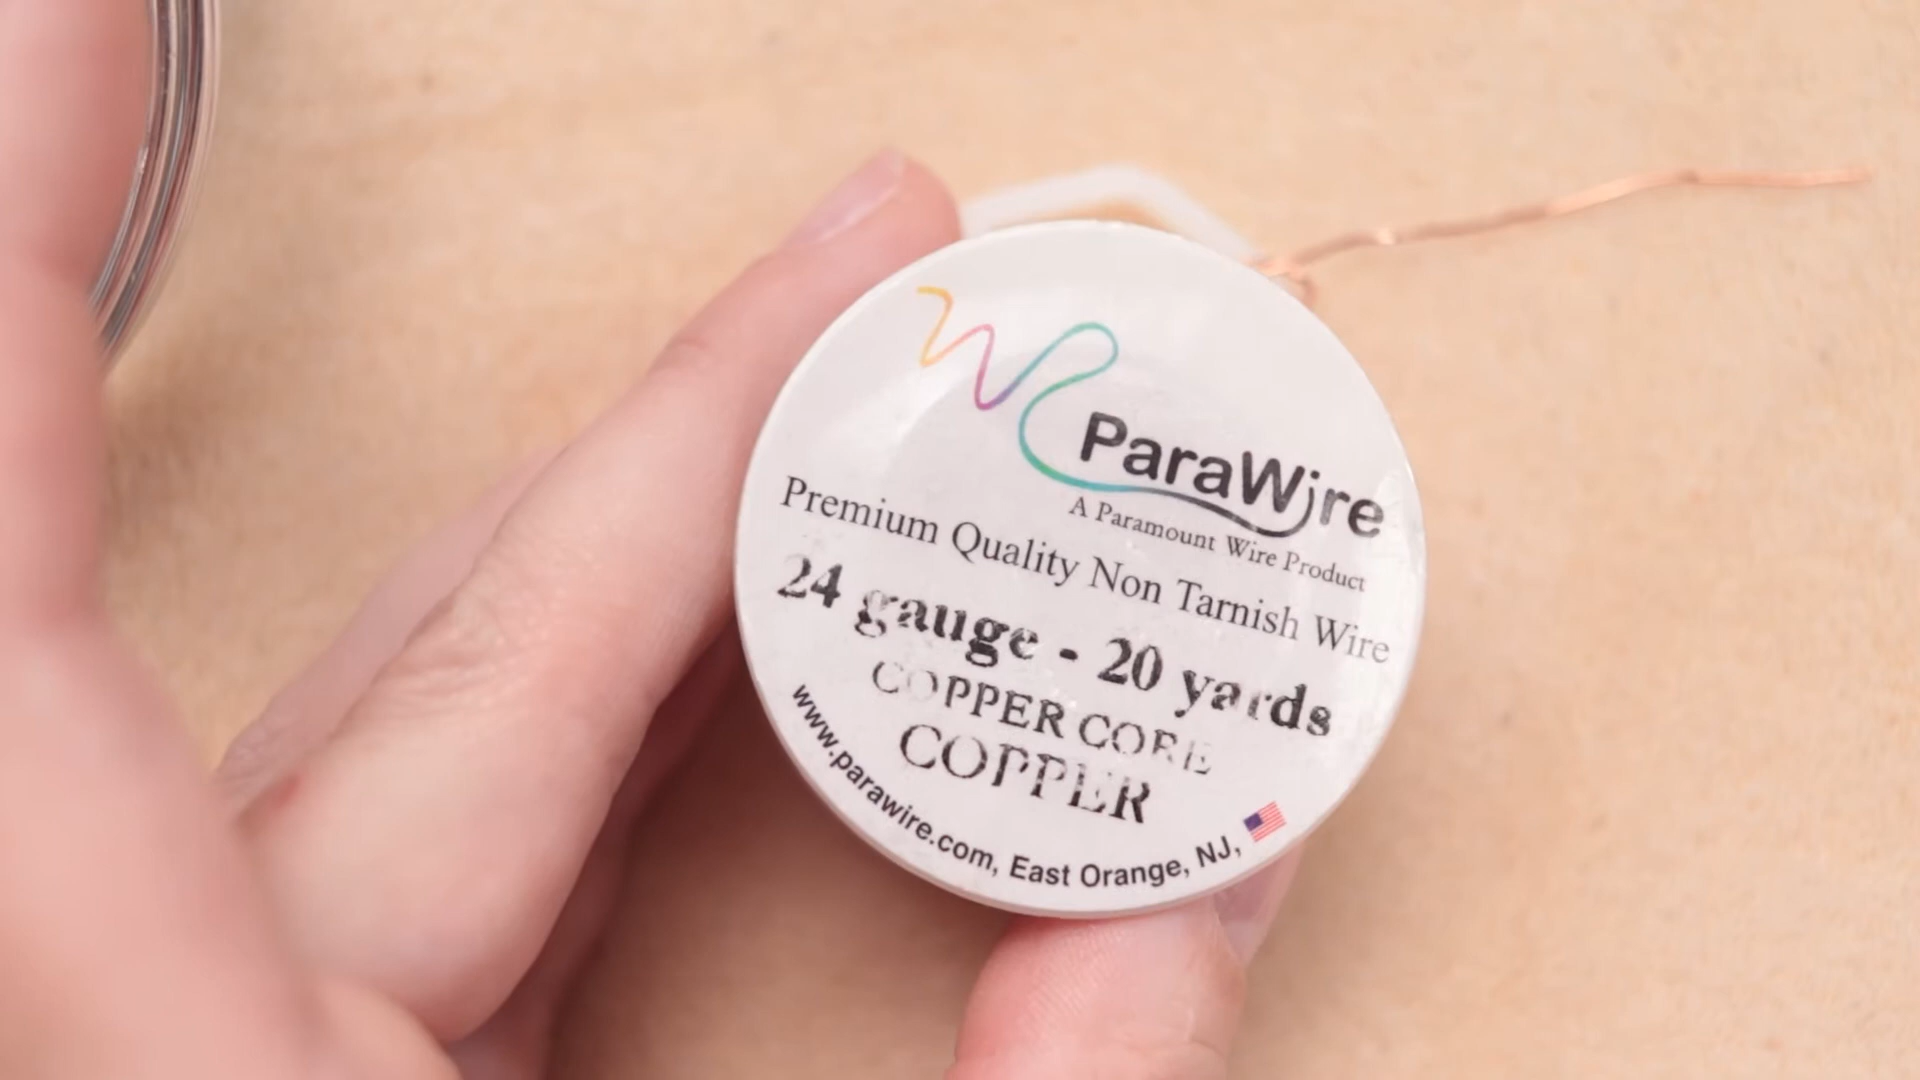 ParaWire
A Paramount Wire Product
Premium Quality Non Tarnish Wire
24 gauge - 20 yards
COPPER CORE
COPPER
www.parawire.com, East Orange, NJ,